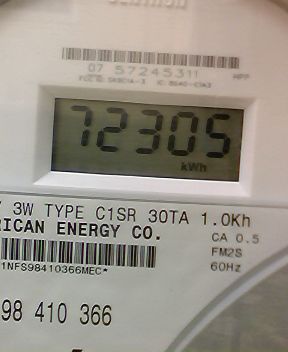 07 57245311 HPP
72305
kWh
3W TYPE C1SR 30TA 1.0Kh
RICAN ENERGY CO. CA 0.5
FM2S
1NFS98410366MEC* 60Hz
98 410 366